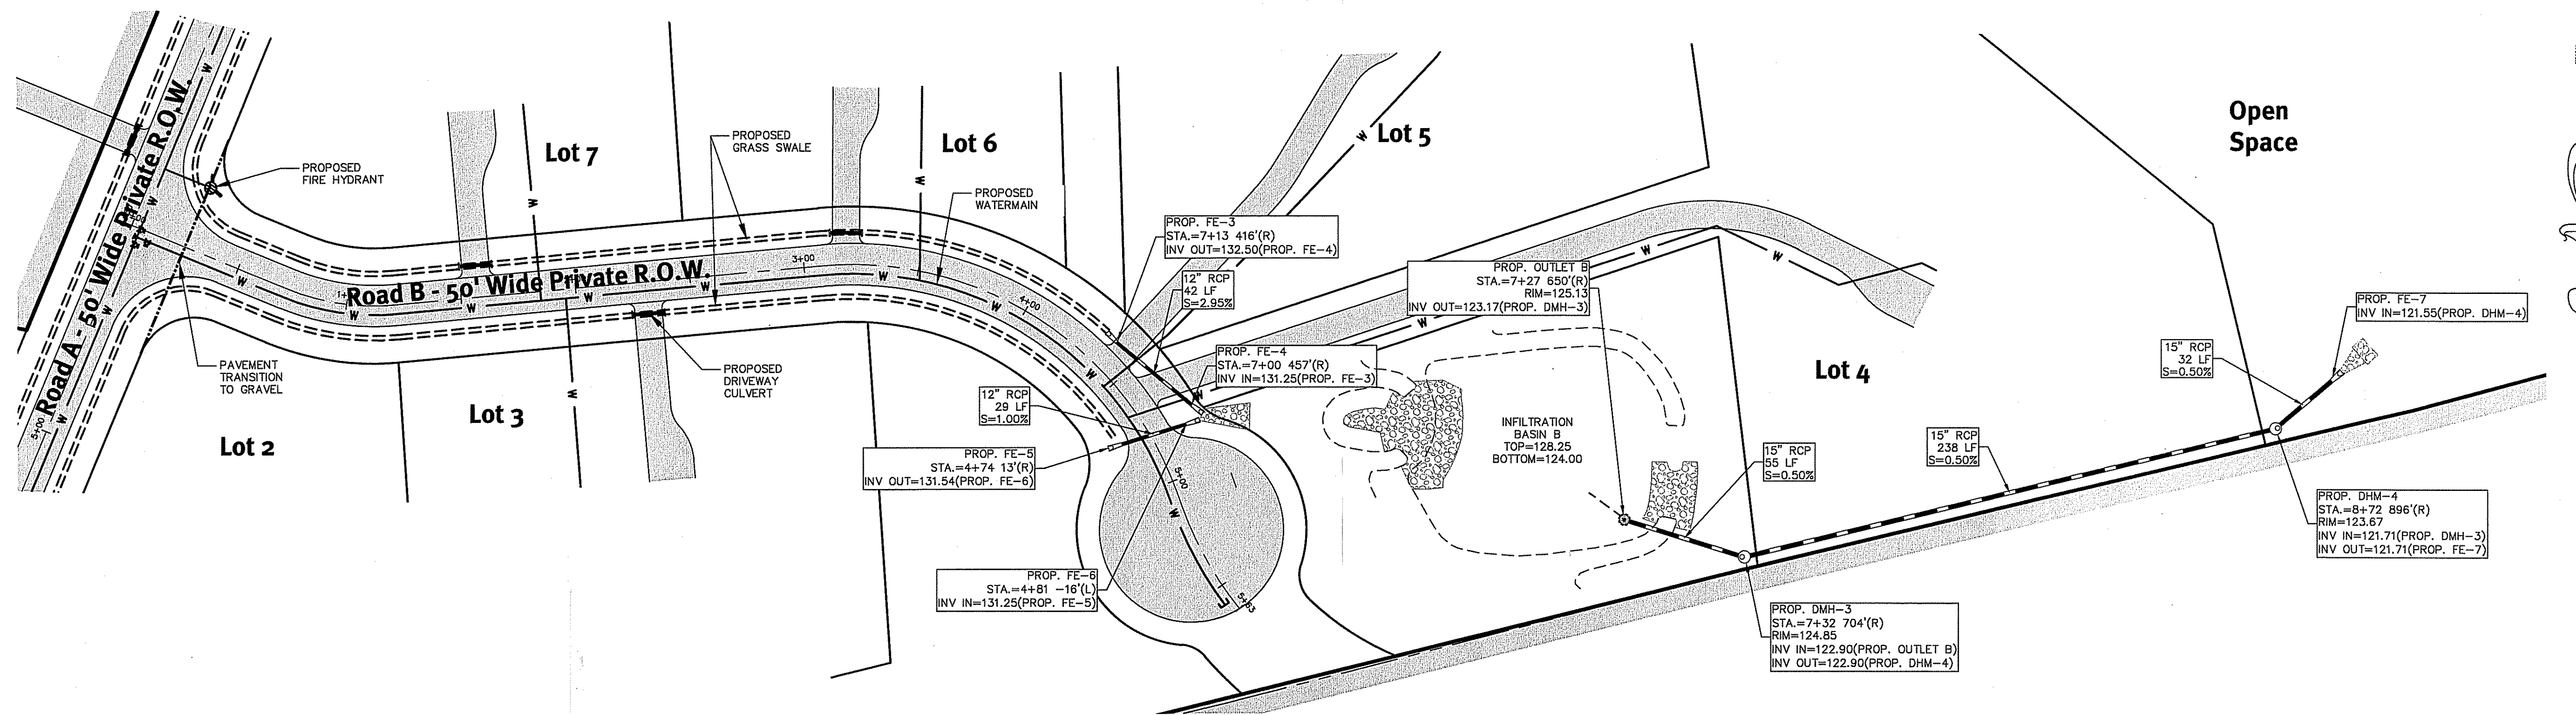 Road A - 50' Wide Private R.O.W.
W
W
W
W
5+00
PROPOSED
FIRE HYDRANT
PAVEMENT
TRANSITION
TO GRAVEL
Lot 2
Lot 7
W
Lot 3
W
PROPOSED
GRASS SWALE
Road B - 50' Wide Private R.O.W.
W
W
W
W
W
W
W
3+00
4+00
PROPOSED
DRIVEWAY
CULVERT
Lot 6
W
PROPOSED
WATERMAIN
PROP. FE-3
STA.=7+13 416'(R)
INV OUT=132.50(PROP. FE-4)
12" RCP
42 LF
S=2.95%
PROP. FE-4
STA.=7+00 457'(R)
INV IN=131.25(PROP. FE-3)
12" RCP
29 LF
S=1.00%
PROP. FE-5
STA.=4+74 13'(R)
INV OUT=131.54(PROP. FE-6)
PROP. FE-6
STA.=4+81 -16'(L)
INV IN=131.25(PROP. FE-5)
5+00
W
5+63
W
Lot 5
W
W
W
W
PROP. OUTLET B
STA.=7+27 650'(R)
RIM=125.13
INV OUT=123.17(PROP. DMH-3)
INFILTRATION
BASIN B
TOP=128.25
BOTTOM=124.00
Lot 4
15" RCP
55 LF
S=0.50%
PROP. DMH-3
STA.=7+32 704'(R)
RIM=124.85
INV IN=122.90(PROP. OUTLET B)
INV OUT=122.90(PROP. DHM-4)
15" RCP
238 LF
S=0.50%
Open
Space
15" RCP
32 LF
S=0.50%
PROP. FE-7
INV IN=121.55(PROP. DHM-4)
PROP. DHM-4
STA.=8+72 896'(R)
RIM=123.67
INV IN=121.71(PROP. DMH-3)
INV OUT=121.71(PROP. FE-7)